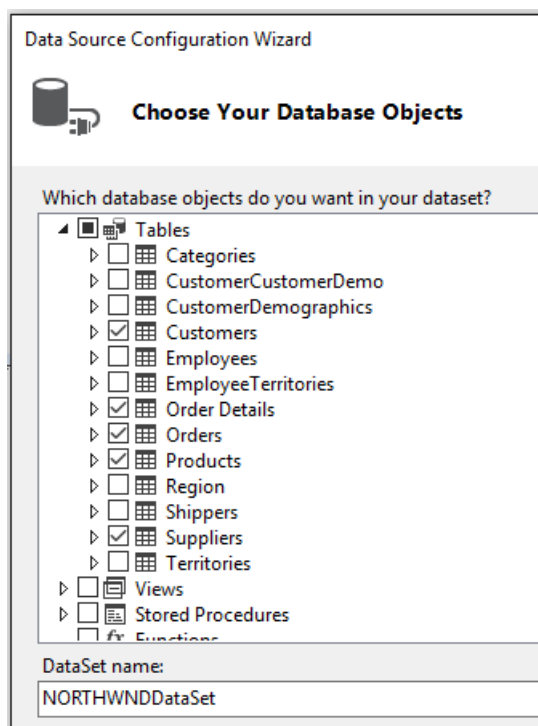 Data Source Configuration Wizard
Choose Your Database Objects
Which database objects do you want in your dataset?
Tables
Categories
CustomerCustomerDemo
CustomerDemographics
Customers
Employees
EmployeeTerritories
Order Details
Orders
Products
Region
Shippers
Suppliers
Territories
Views
Stored Procedures
fx Functions
DataSet name:
NORTHWNDDataSet